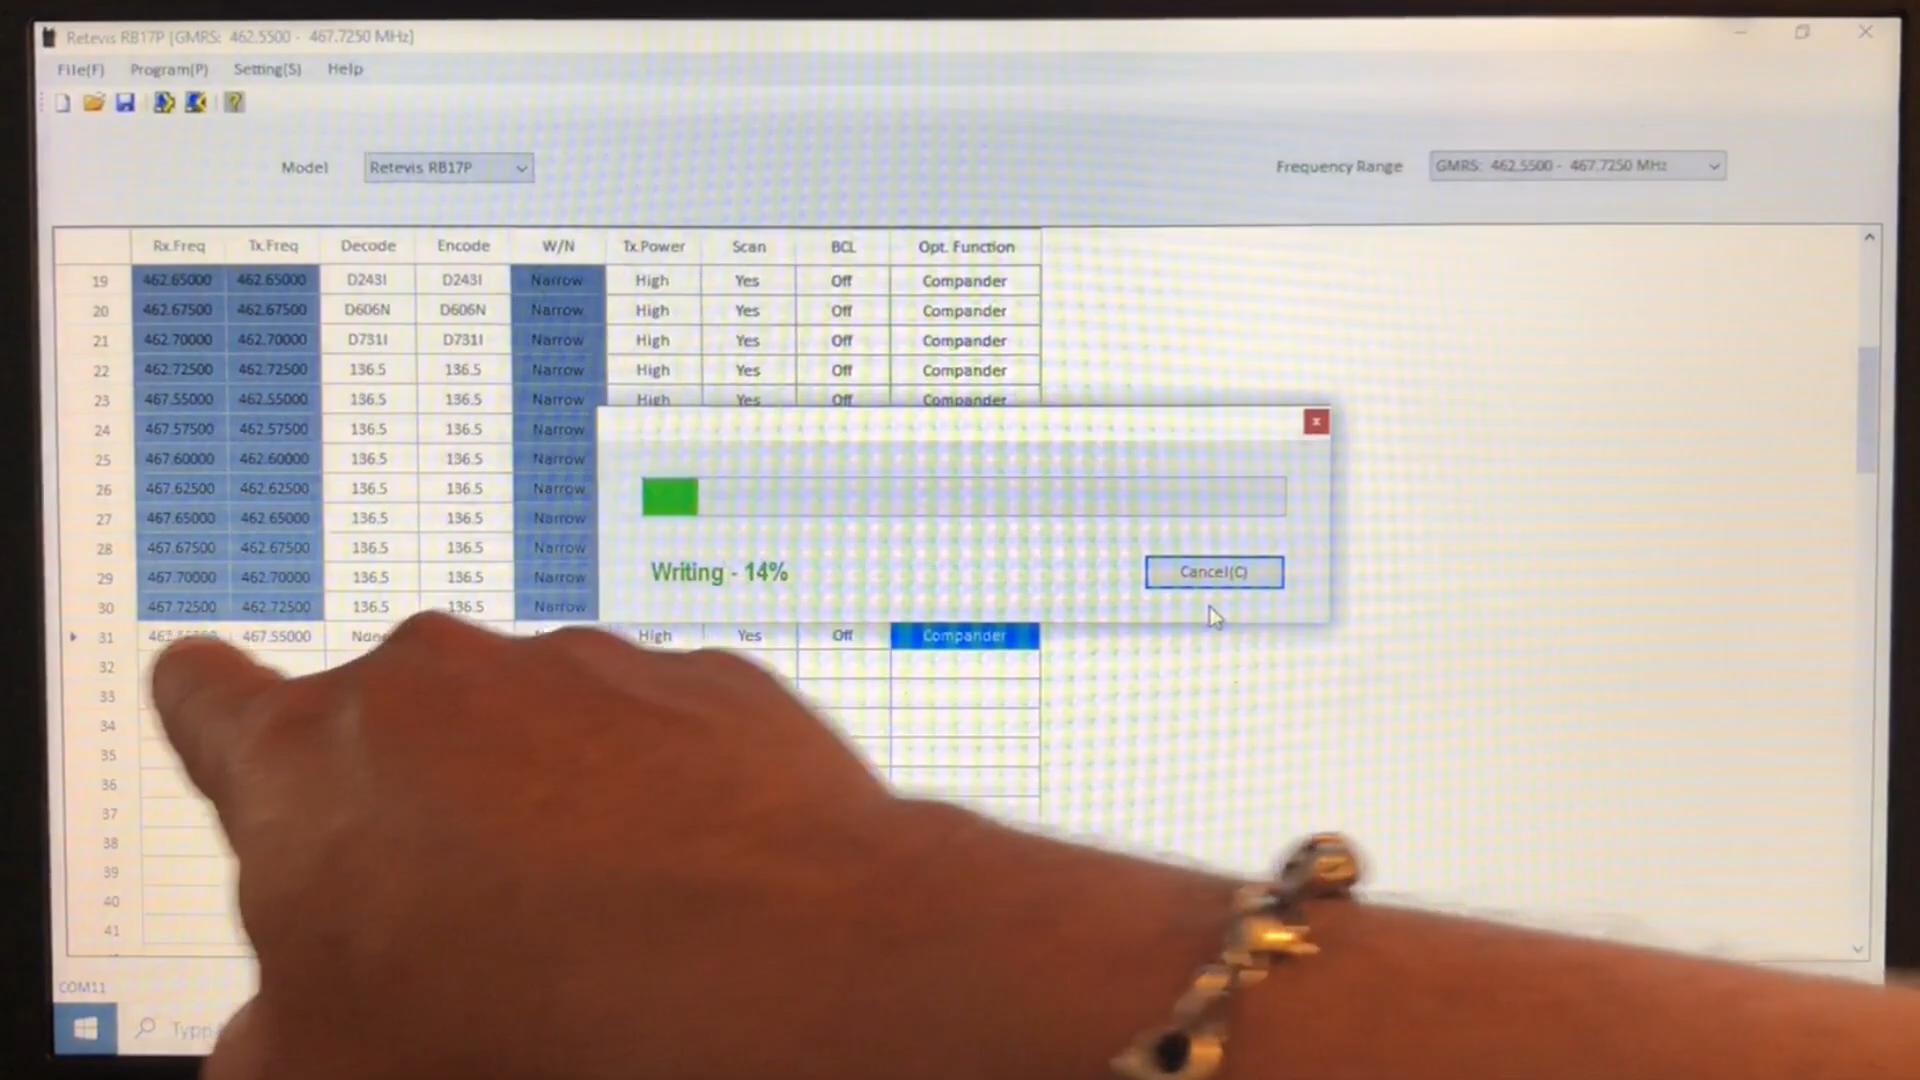 Retevis RB17P [GMRS: 462.5500 - 467.7250 MHz]
File(F) Program(P) Setting(S) Help
Model Retevis RB17P Frequency Range GMRS: 462.5500 - 467.7250 MHz
Rx.Freq Tx.Freq Decode Encode W/N Tx.Power Scan BCL Opt. Function
19 462.65000 462.65000 D243I D243I Narrow High Yes Off Compander
20 462.67500 462.67500 D606N D606N Narrow High Yes Off Compander
21 462.70000 462.70000 D731I D731I Narrow High Yes Off Compander
22 462.72500 462.72500 136.5 136.5 Narrow High Yes Off Compander
23 467.55000 462.55000 136.5 136.5 Narrow High Yes Off Compander
24 467.57500 462.57500 136.5 136.5 Narrow
25 467.60000 462.60000 136.5 136.5 Narrow
26 467.62500 462.62500 136.5 136.5 Narrow
27 467.65000 462.65000 136.5 136.5 Narrow
28 467.67500 462.67500 136.5 136.5 Narrow
29 467.70000 462.70000 136.5 136.5 Narrow
30 467.72500 462.72500 136.5 136.5 Narrow
Writing - 14% Cancel(C)
31 467.55000 High Yes Off Compander
32
33
34
35
36
37
38
39
40
41
COM11